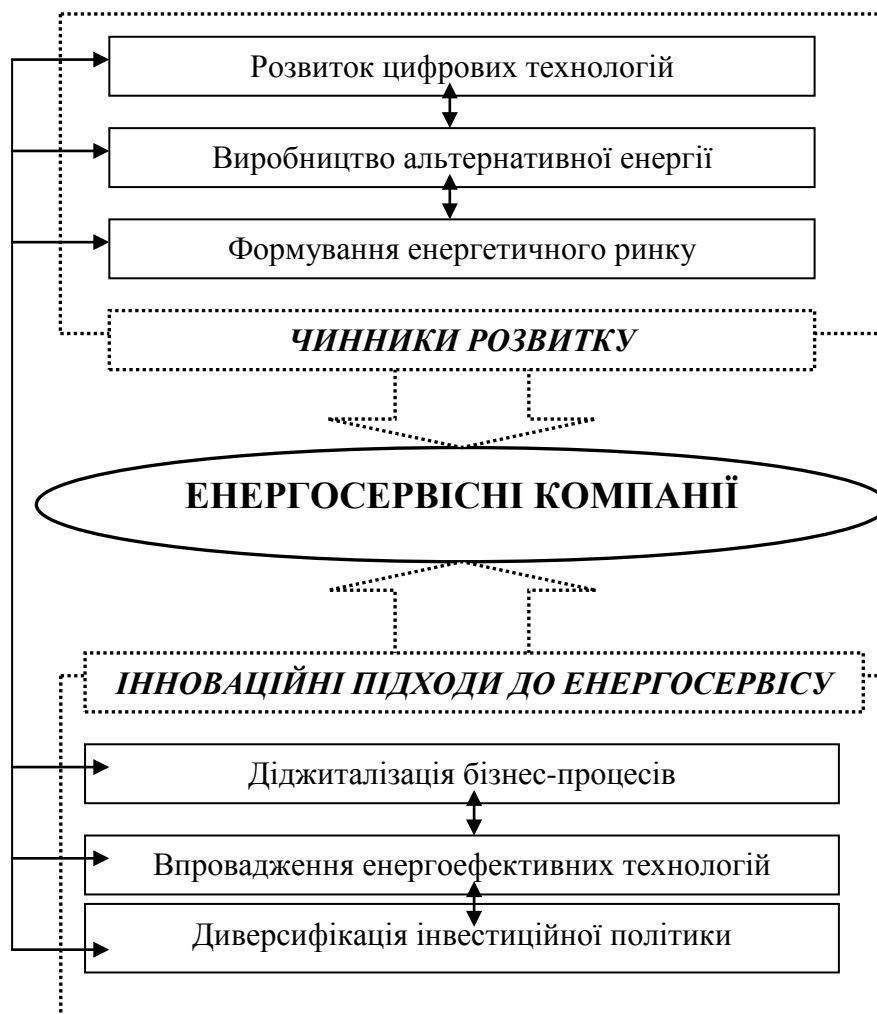 Розвиток цифрових технологій
Виробництво альтернативної енергії
Формування енергетичного ринку
ЧИННИКИ РОЗВИТКУ
ЕНЕРГОСЕРВІСНІ КОМПАНІЇ
ІННОВАЦІЙНІ ПІДХОДИ ДО ЕНЕРГОСЕРВІСУ
Діджиталізація бізнес-процесів
Впровадження енергоефективних технологій
Диверсифікація інвестиційної політики